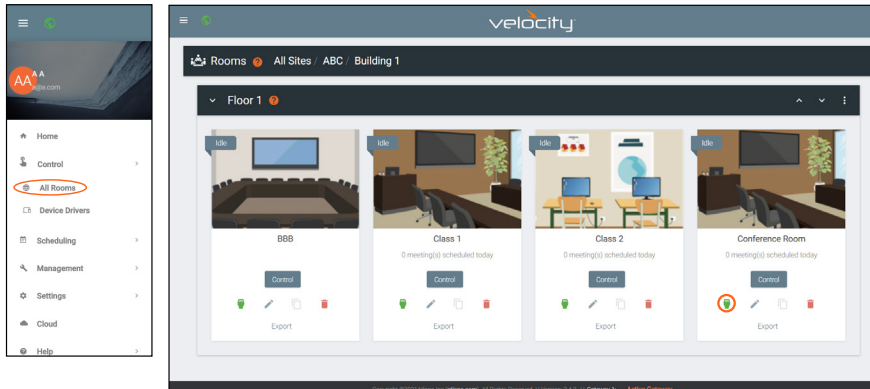 AA
A A
a@a.com
Home
Control
All Rooms
Device Drivers
Scheduling
Management
Settings
Cloud
Help
velocity
Rooms ? All Sites / ABC / Building 1
Floor 1 ?
Idle
BBB
Control
Export
Idle
Class 1
0 meeting(s) scheduled today
Control
Export
Idle
Class 2
0 meeting(s) scheduled today
Control
Export
Idle
Conference Room
0 meeting(s) scheduled today
Control
Export